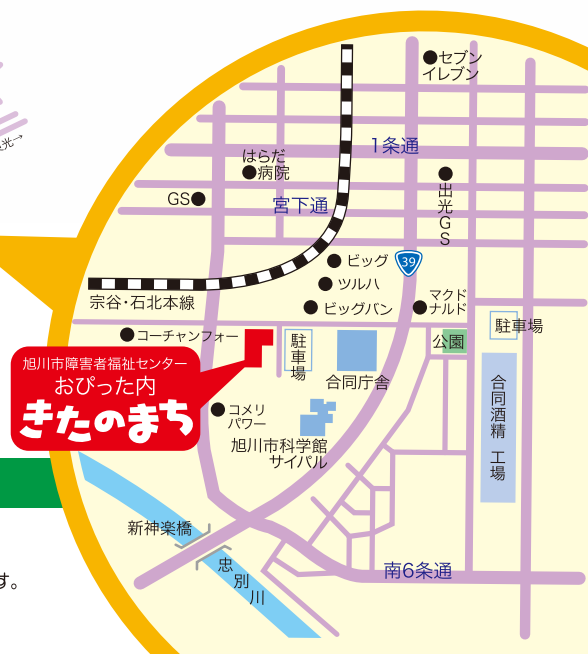 セブン
イレブン
光→
1条通
はらだ
病院
GS
出光GS
宮下通
ビッグ
39
ツルハ
宗谷・石北本線
ビッグバン
マクド
ナルド
駐車場
コーチャンフォー
駐車場
公園
旭川市障害者福祉センター
おぴった内
きたのまち
合同庁舎
合同酒精 工場
コメリ
パワー
旭川市科学館
サイパル
新神楽橋
忠別川
南6条通
す。